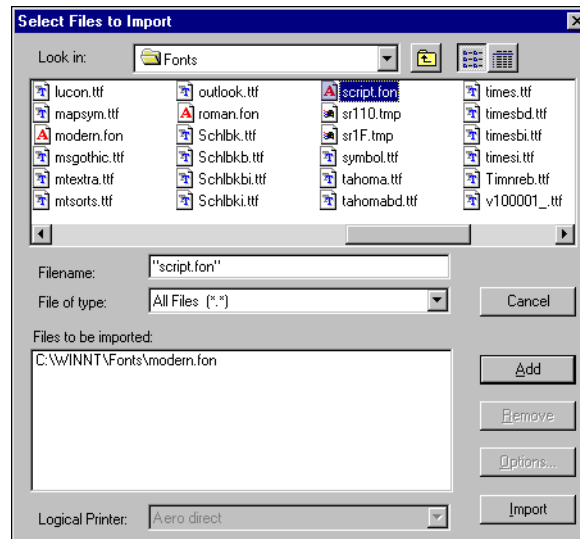 Select Files to Import
Look in: Fonts
lucon.ttf outlook.ttf script.fon times.ttf
mapsym.ttf roman.fon sr110.tmp timesbd.ttf
modern.fon Schlbk.ttf sr1F.tmp timesbi.ttf
msgothic.ttf Schlbkb.ttf symbol.ttf timesi.ttf
mtextra.ttf Schlbkbi.ttf tahoma.ttf Timnreb.ttf
mtsorts.ttf Schlbki.ttf tahomabd.ttf v100001_.ttf
Filename: "script.fon"
File of type: All Files (*.*) Cancel
Files to be imported:
C:\WINNT\Fonts\modern.fon
Add
Remove
Options...
Import
Logical Printer: Aero direct